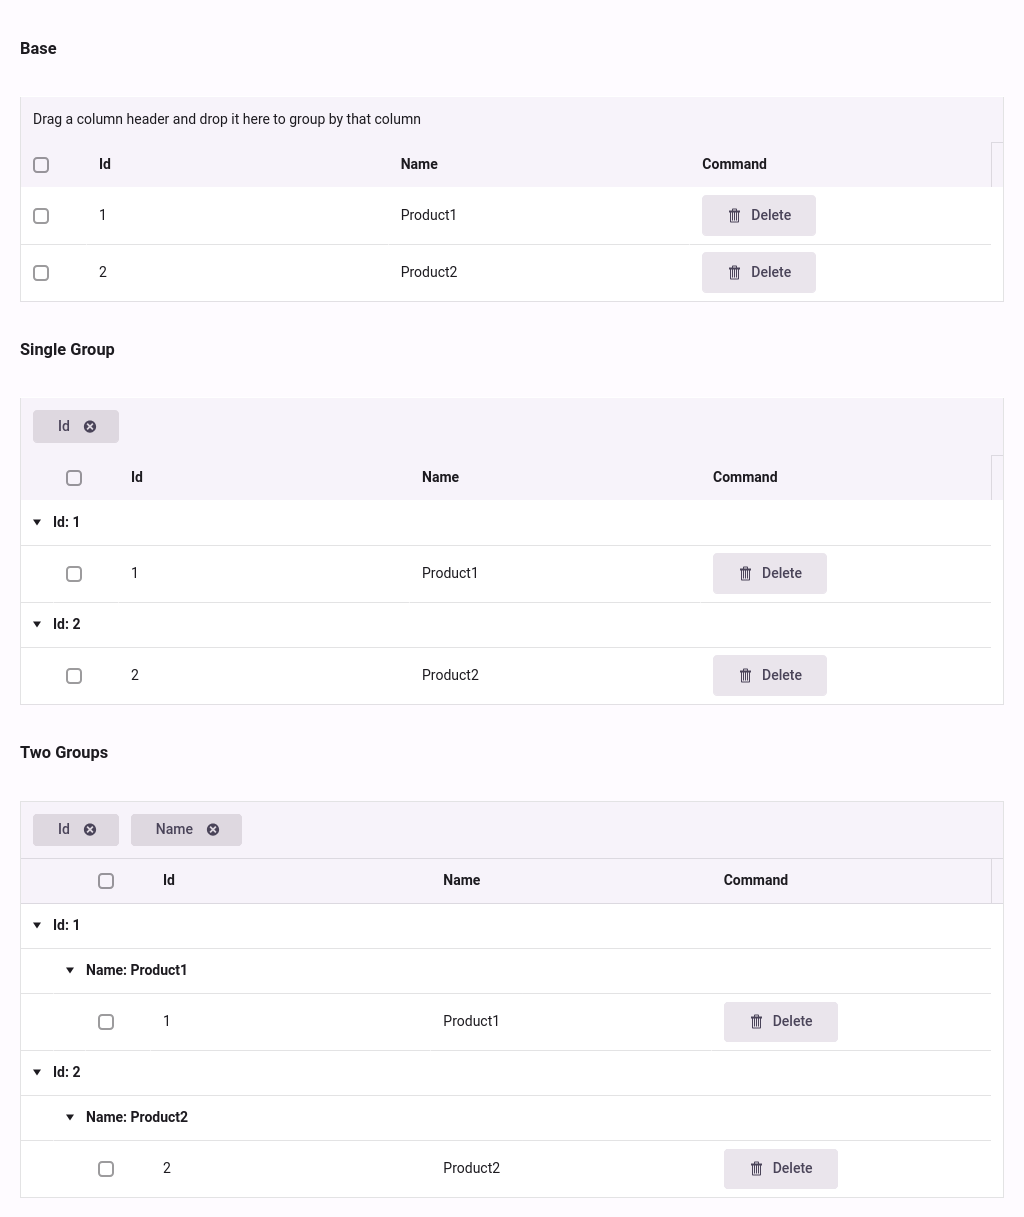 Base
Drag a column header and drop it here to group by that column
Id Name Command
1 Product1 Delete
2 Product2 Delete
Single Group
Id
Id Name Command
Id: 1
1 Product1 Delete
Id: 2
2 Product2 Delete
Two Groups
Id Name
Id Name Command
Id: 1
Name: Product1
1 Product1 Delete
Id: 2
Name: Product2
2 Product2 Delete